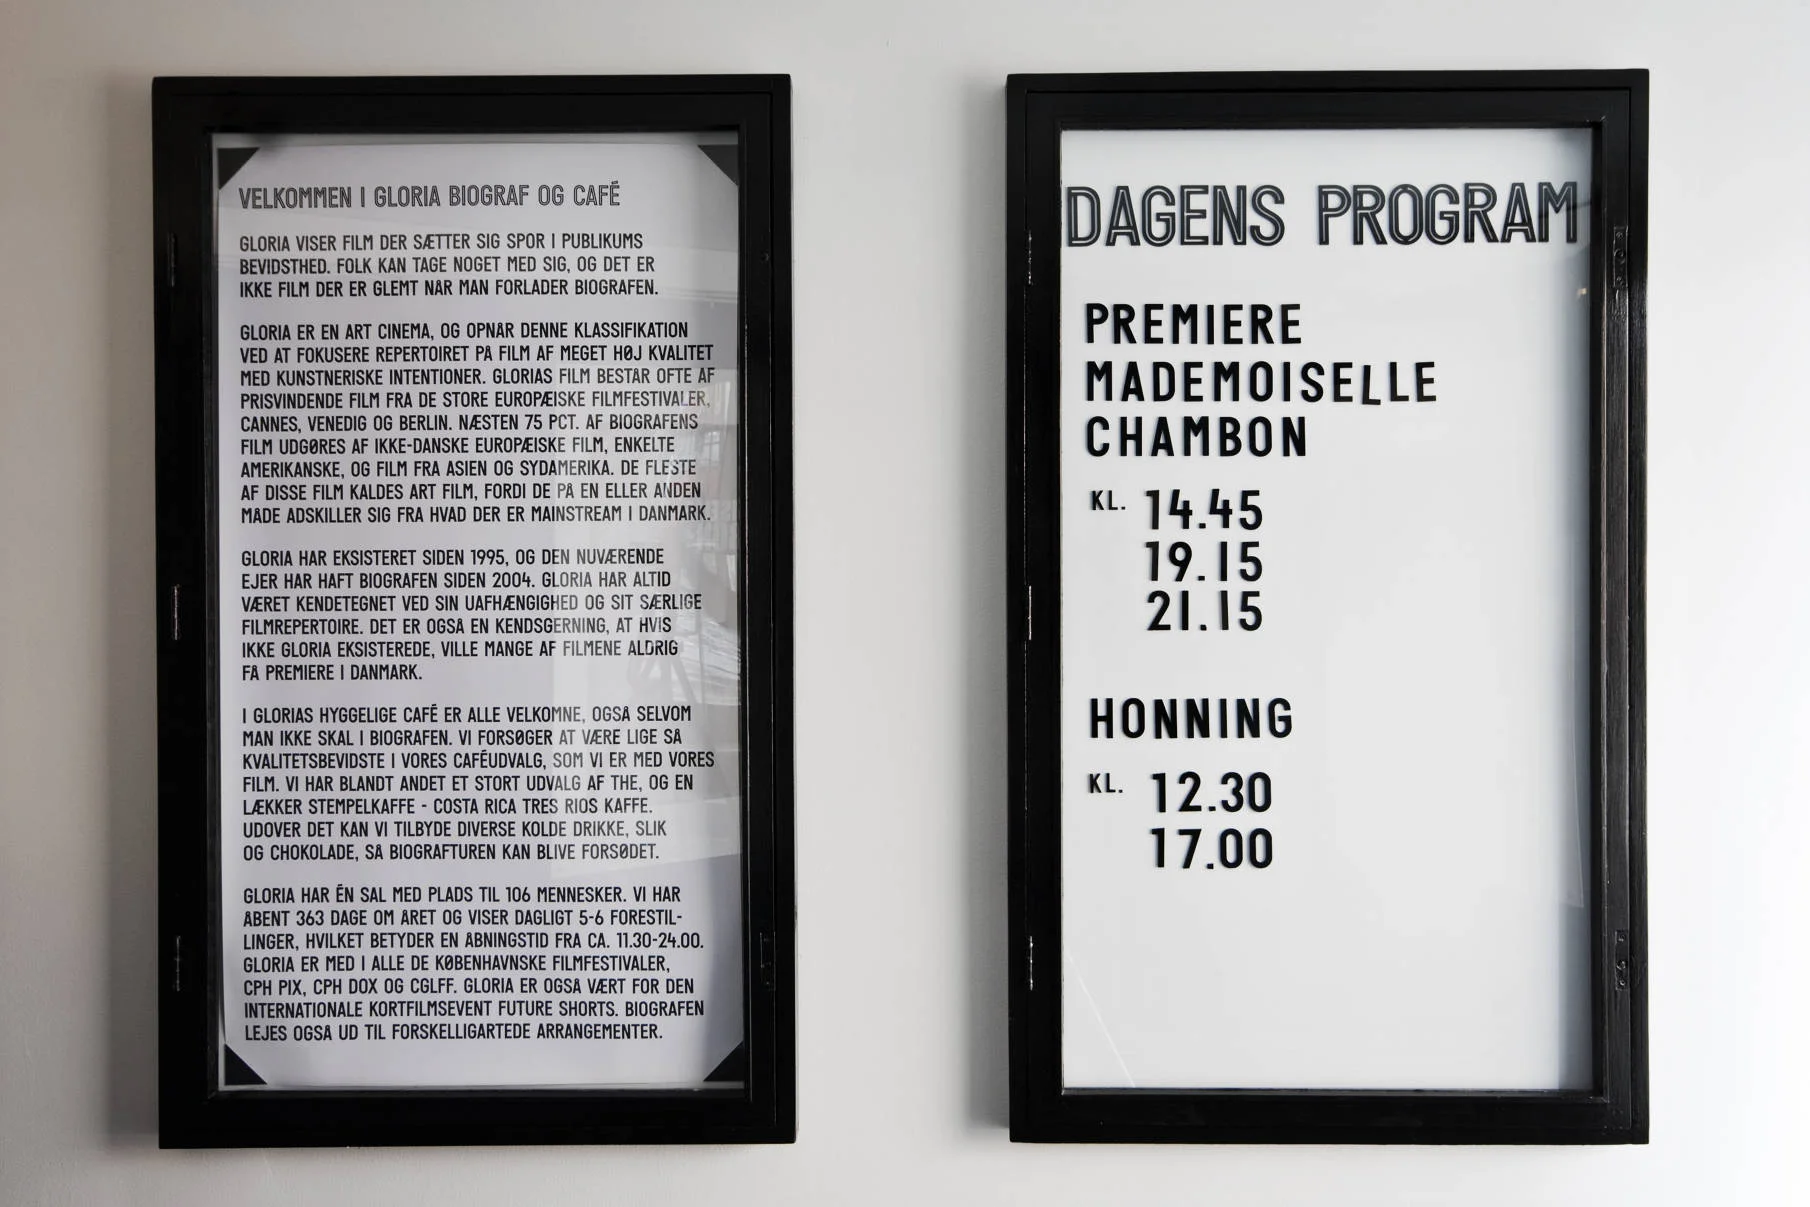 VELKOMMEN I GLORIA BIOGRAF OG CAFÉ
GLORIA VISER FILM DER SÆTTER SIG SPOR I PUBLIKUMS
BEVIDSTHED. FOLK KAN TAGE NOGET MED SIG, OG DET ER
IKKE FILM DER ER GLEMT NÅR MAN FORLADER BIOGRAFEN.
GLORIA ER EN ART CINEMA, OG OPNÅR DENNE KLASSIFIKATION
VED AT FOKUSERE REPERTOIRET PÅ FILM AF MEGET HØJ KVALITET
MED KUNSTNERISKE INTENTIONER. GLORIAS FILM BESTÅR OFTE AF
PRISVINDENDE FILM FRA DE STORE EUROPÆISKE FILMFESTIVALER,
CANNES, VENEDIG OG BERLIN. NÆSTEN 75 PCT. AF BIOGRAFENS
FILM UDGØRES AF IKKE-DANSKE EUROPÆISKE FILM, ENKELTE
AMERIKANSKE, OG FILM FRA ASIEN OG SYDAMERIKA. DE FLESTE
AF DISSE FILM KALDES ART FILM, FORDI DE PÅ EN ELLER ANDEN
MÅDE ADSKILLER SIG FRA HVAD DER ER MAINSTREAM I DANMARK.
GLORIA HAR EKSISTERET SIDEN 1995, OG DEN NUVÆRENDE
EJER HAR HAFT BIOGRAFEN SIDEN 2004. GLORIA HAR ALTID
VÆRET KENDETEGNET VED SIN UAFHÆNGIGHED OG SIT SÆRLIGE
FILMREPERTOIRE. DET ER OGSÅ EN KENDSGERNING, AT HVIS
IKKE GLORIA EKSISTEREDE, VILLE MANGE AF FILMENE ALDRIG
FÅ PREMIERE I DANMARK.
I GLORIAS HYGGELIGE CAFÉ ER ALLE VELKOMNE, OGSÅ SELVOM
MAN IKKE SKAL I BIOGRAFEN. VI FORSØGER AT VÆRE LIGE SÅ
KVALITETSBEVIDSTE I VORES CAFÉUDVALG, SOM VI ER MED VORES
FILM. VI HAR BLANDT ANDET ET STORT UDVALG AF THE, OG EN
LÆKKER STEMPELKAFFE - COSTA RICA TRES RIOS KAFFE.
UDOVER DET KAN VI TILBYDE DIVERSE KOLDE DRIKKE, SLIK
OG CHOKOLADE, SÅ BIOGRAFTUREN KAN BLIVE FORSØDET.
GLORIA HAR ÉN SAL MED PLADS TIL 106 MENNESKER. VI HAR
ÅBENT 363 DAGE OM ÅRET OG VISER DAGLIGT 5-6 FORESTIL-
LINGER, HVILKET BETYDER EN ÅBNINGSTID FRA CA. 11.30-24.00.
GLORIA ER MED I ALLE DE KØBENHAVNSKE FILMFESTIVALER,
CPH PIX, CPH DOX OG CGLFF. GLORIA ER OGSÅ VÆRT FOR DEN
INTERNATIONALE KORTFILMSEVENT FUTURE SHORTS. BIOGRAFEN
LEJES OGSÅ UD TIL FORSKELLIGARTEDE ARRANGEMENTER.
DAGENS PROGRAM
PREMIERE
MADEMOISELLE
CHAMBON
KL. 14.45
19.15
21.15
HONNING
KL. 12.30
17.00